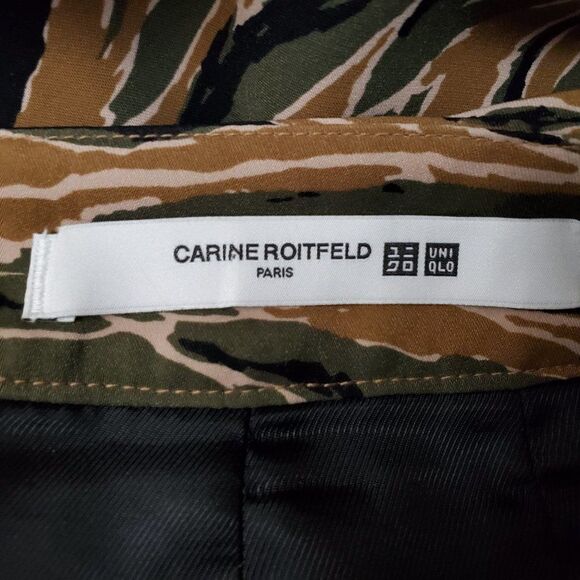 CARINE ROITFELD
PARIS
ユニ
クロ
UNI
QLO